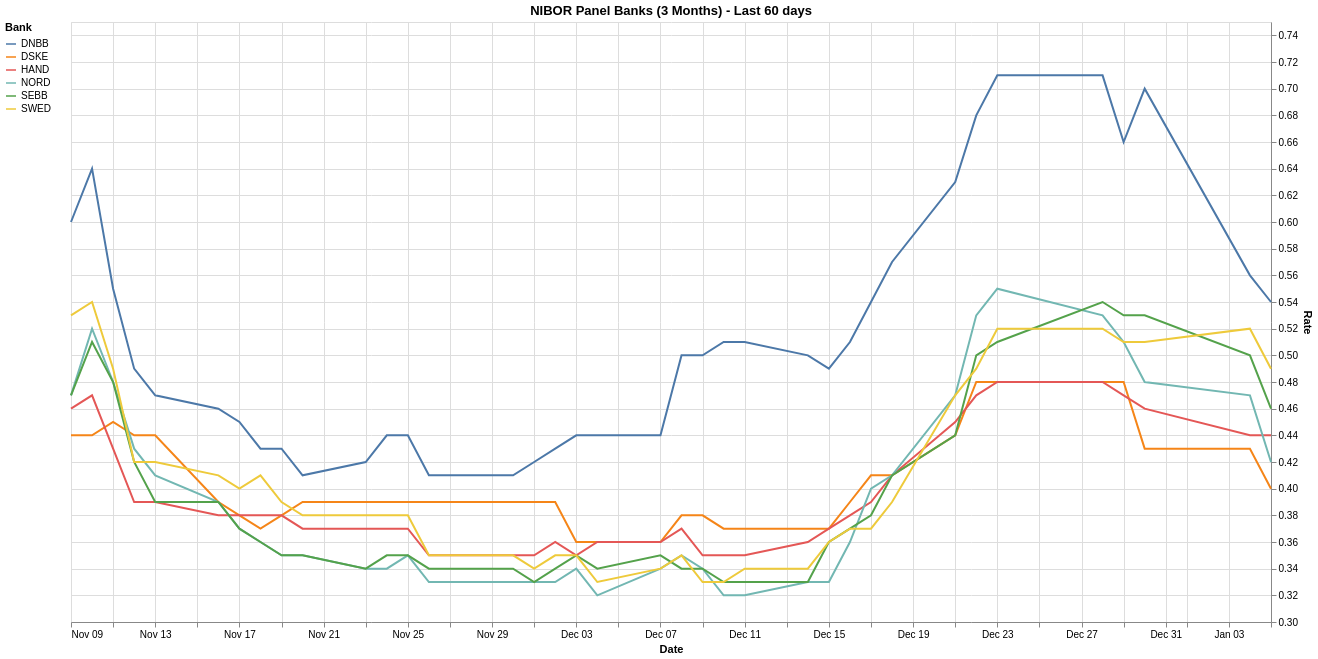 NIBOR Panel Banks (3 Months) - Last 60 days
Bank
DNBB
DSKE
HAND
NORD
SEBB
SWED
0.74
0.72
0.70
0.68
0.66
0.64
0.62
0.60
0.58
0.56
0.54
0.52
0.50
0.48
0.46
0.44
0.42
0.40
0.38
0.36
0.34
0.32
0.30
Rate
Nov 09 Nov 13 Nov 17 Nov 21 Nov 25 Nov 29 Dec 03 Dec 07 Dec 11 Dec 15 Dec 19 Dec 23 Dec 27 Dec 31 Jan 03
Date